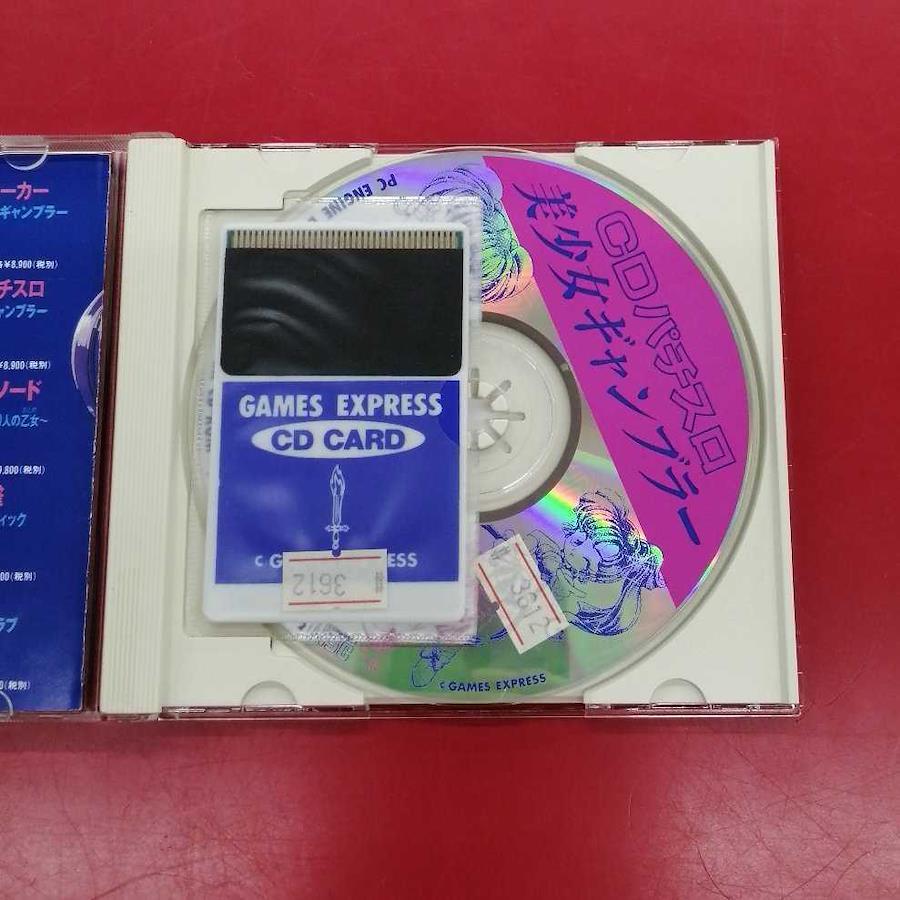 ーカー
ギャンブラー
¥8,900(税別)
チスロ
ャンブラー
¥8,900(税別)
ソード
人の乙女～
9,800(税別)
ィック
00(税別)
ラブ
0(税別)
PC ENGINE
CDパチスロ
美少女ギャンブラー
GAMES EXPRESS
CD CARD
3612
3612
C GAMES EXPRESS